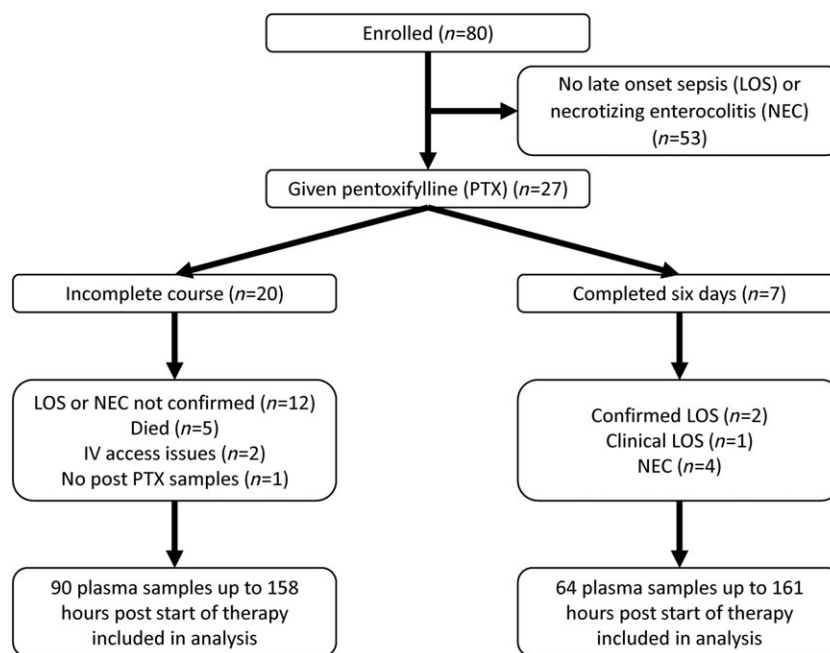 Enrolled (n=80)
No late onset sepsis (LOS) or
necrotizing enterocolitis (NEC)
(n=53)
Given pentoxifylline (PTX) (n=27)
Incomplete course (n=20)
Completed six days (n=7)
LOS or NEC not confirmed (n=12)
Died (n=5)
IV access issues (n=2)
No post PTX samples (n=1)
Confirmed LOS (n=2)
Clinical LOS (n=1)
NEC (n=4)
90 plasma samples up to 158
hours post start of therapy
included in analysis
64 plasma samples up to 161
hours post start of therapy
included in analysis